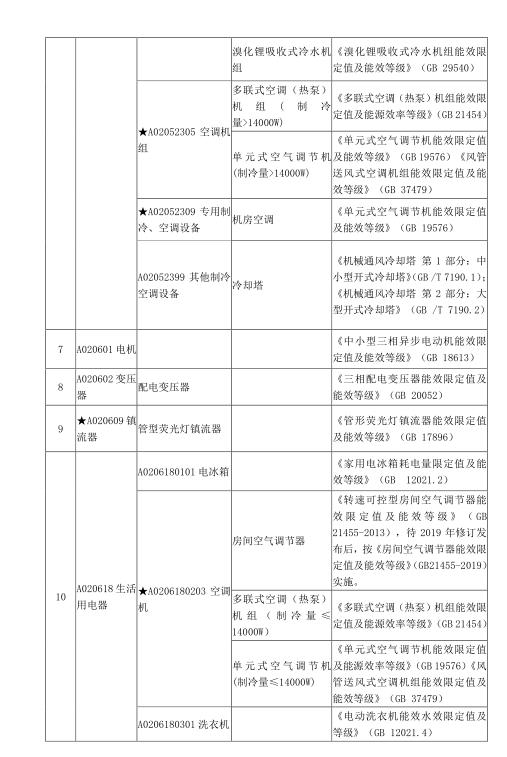 溴化锂吸收式冷水机
组
《溴化锂吸收式冷水机组能效限
定值及能效等级》（GB 29540）
★A02052305 空调机
组
多联式空调（热泵）
机组(制冷
量>14000W)
《多联式空调（热泵）机组能效限
定值及能源效率等级》（GB 21454）
单元式空气调节机
(制冷量>14000W)
《单元式空气调节机能效限定值
及能效等级》（GB 19576）《风管
送风式空调机组能效限定值及能
效等级》（GB 37479）
★A02052309 专用制
冷、空调设备
机房空调
《单元式空气调节机能效限定值
及能效等级》（GB 19576）
A02052399 其他制冷
空调设备
冷却塔
《机械通风冷却塔 第 1 部分：中
小型开式冷却塔》（GB /T 7190.1）；
《机械通风冷却塔 第 2 部分：大
型开式冷却塔》（GB /T 7190.2）
7
A020601 电机
《中小型三相异步电动机能效限
定值及能效等级》（GB 18613）
8
A020602 变压
器
配电变压器
《三相配电变压器能效限定值及
能效等级》（GB 20052）
9
★A020609 镇
流器
管型荧光灯镇流器
《管形荧光灯镇流器能效限定值
及能效等级》（GB 17896）
10
A020618 生活
用电器
A0206180101 电冰箱
《家用电冰箱耗电量限定值及能
效等级》（GB 12021.2）
★A0206180203 空调
机
房间空气调节器
《转速可控型房间空气调节器能
效限定值及能效等级》（GB
21455-2013），待 2019 年修订发
布后，按《房间空气调节器能效限
定值及能效等级》（GB21455-2019）
实施。
多联式空调（热泵）
机组（制冷量≤
14000W）
《多联式空调（热泵）机组能效限
定值及能源效率等级》（GB 21454）
单元式空气调节机
(制冷量≤14000W)
《单元式空气调节机能效限定值
及能源效率等级》（GB 19576）《风
管送风式空调机组能效限定值及
能效等级》（GB 37479）
A0206180301 洗衣机
《电动洗衣机能效水效限定值及
等级》（GB 12021.4）